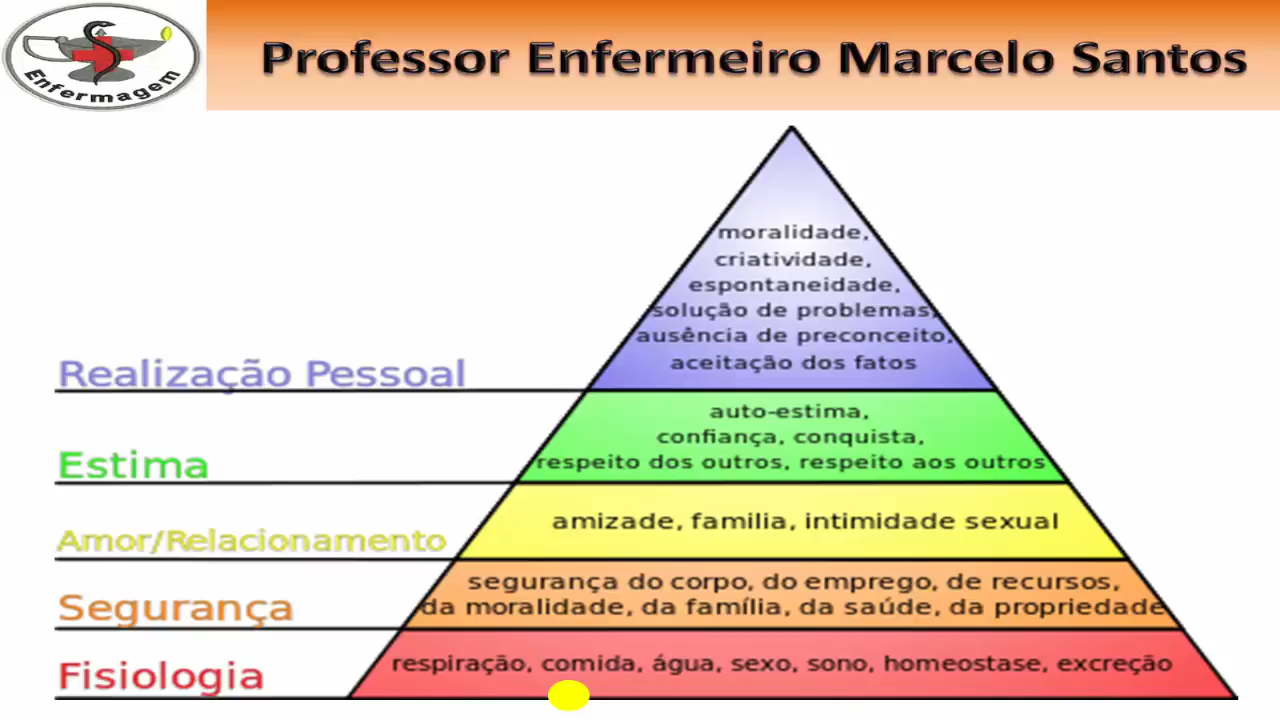 Enfermagem
Professor Enfermeiro Marcelo Santos
moralidade,
criatividade,
espontaneidade,
solução de problemas,
ausência de preconceito,
aceitação dos fatos
Realização Pessoal
auto-estima,
confiança, conquista,
respeito dos outros, respeito aos outros
Estima
amizade, familia, intimidade sexual
Amor/Relacionamento
segurança do corpo, do emprego, de recursos,
da moralidade, da família, da saúde, da propriedade
Segurança
respiração, comida, água, sexo, sono, homeostase, excreção
Fisiologia